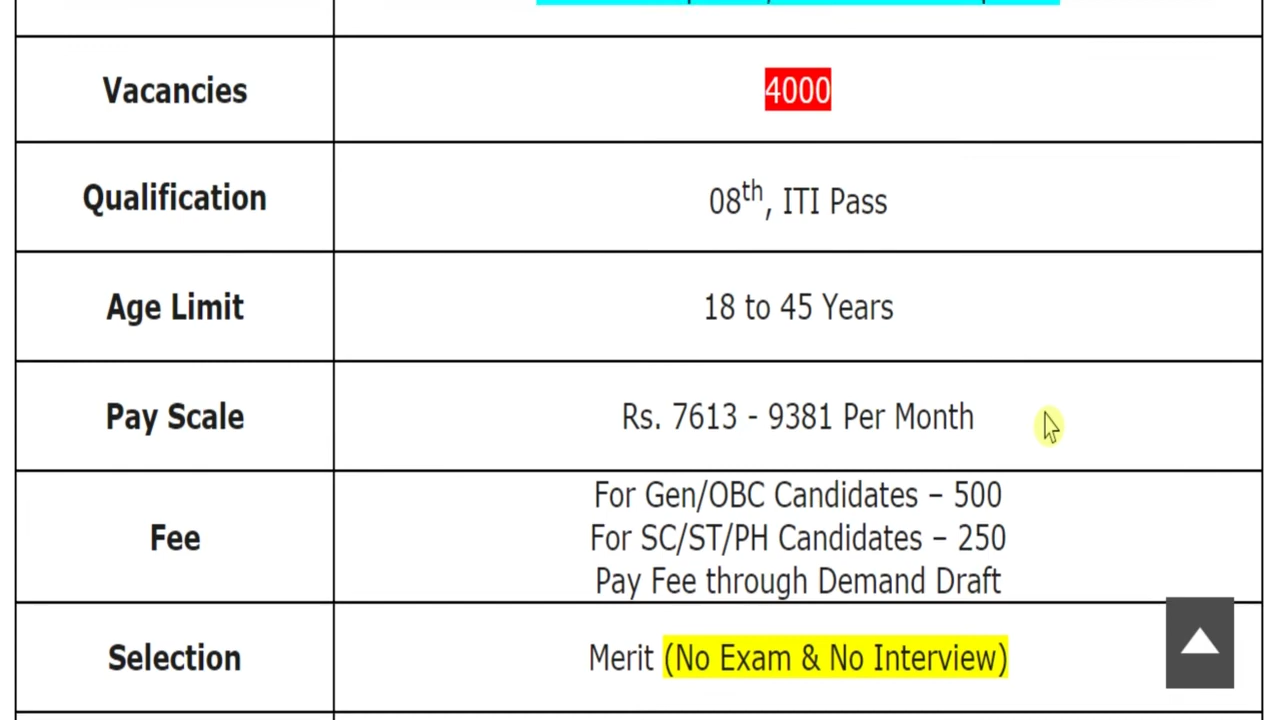 Vacancies 4000
Qualification 08th, ITI Pass
Age Limit 18 to 45 Years
Pay Scale Rs. 7613 - 9381 Per Month
Fee
For Gen/OBC Candidates – 500
For SC/ST/PH Candidates – 250
Pay Fee through Demand Draft
Selection Merit (No Exam & No Interview)